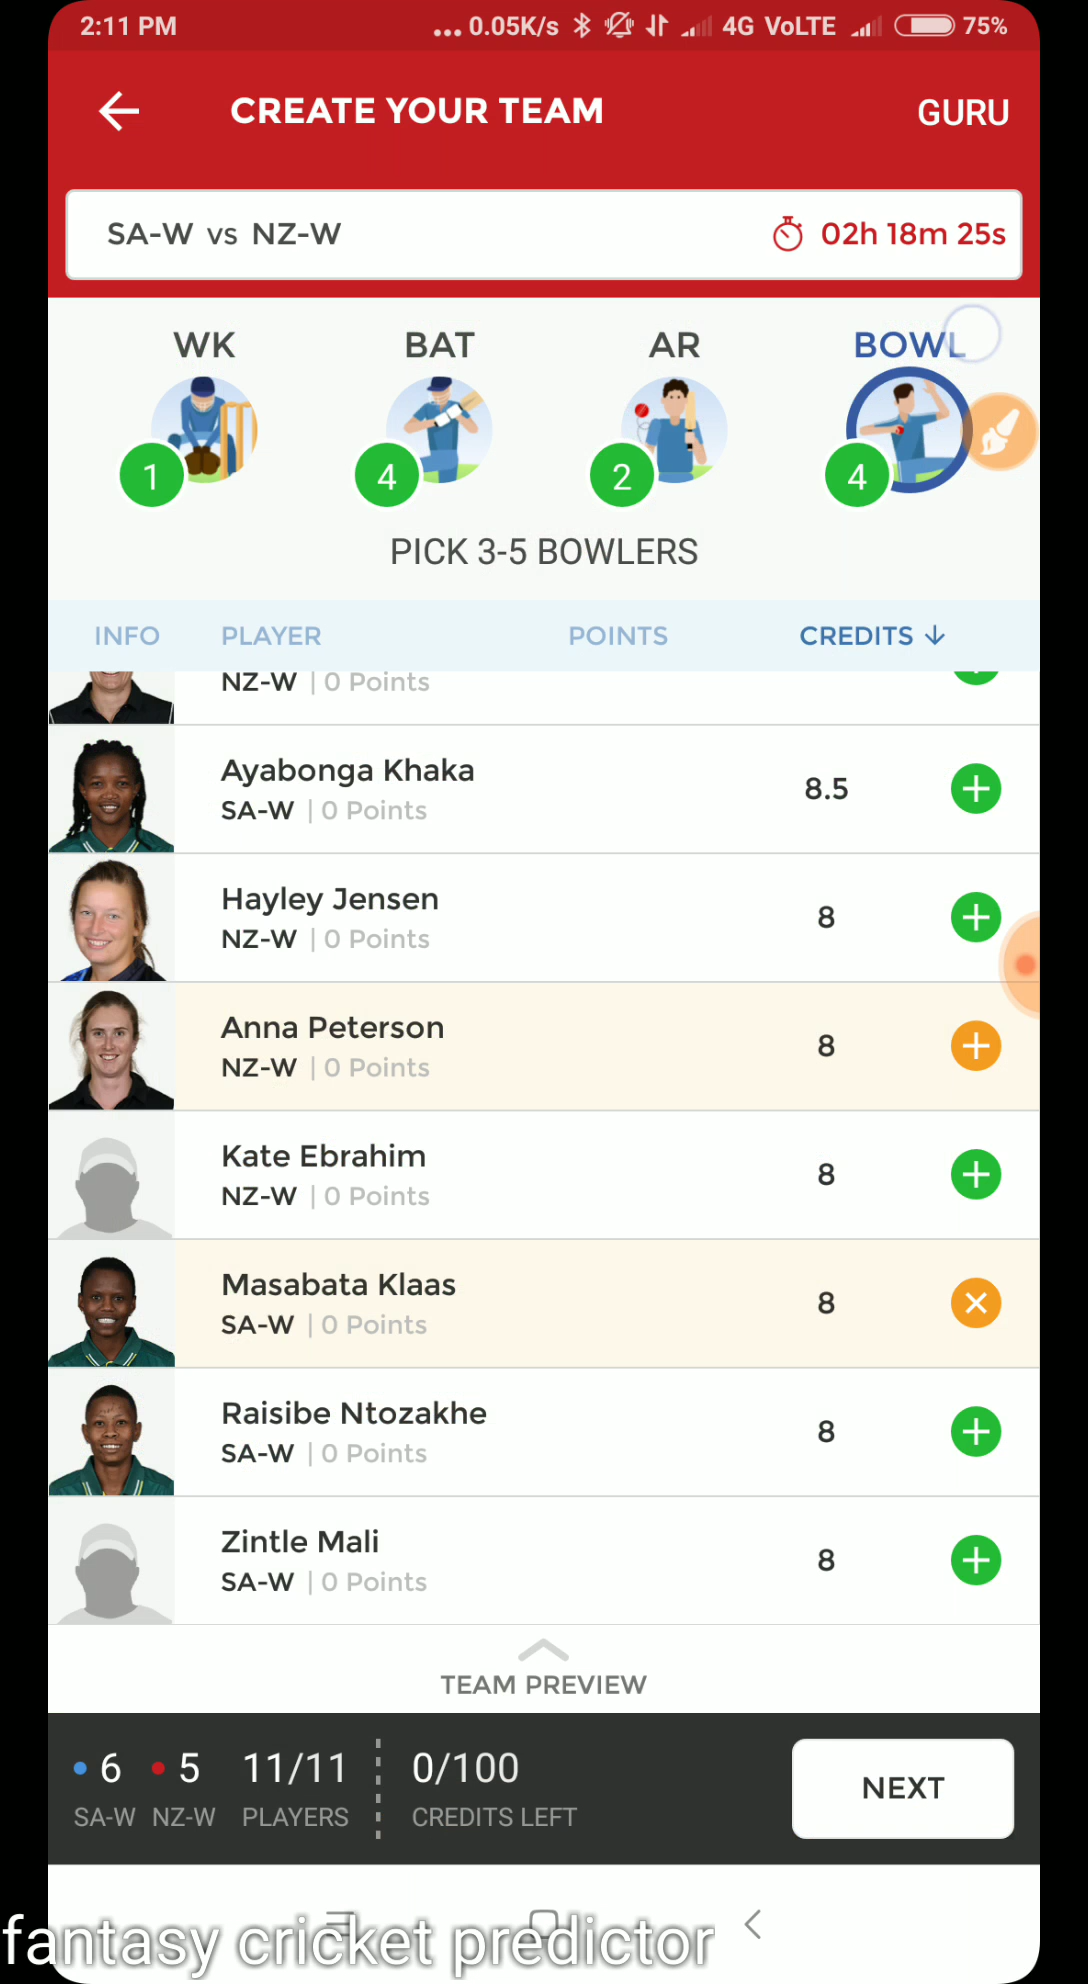 2:11 PM ... 0.05K/s 4G VoLTE 75%
CREATE YOUR TEAM GURU
SA-W vs NZ-W 02h 18m 25s
WK BAT AR BOWL
1 4 2 4
PICK 3-5 BOWLERS
INFO PLAYER POINTS CREDITS
NZ-W | 0 Points
Ayabonga Khaka 8.5
SA-W | 0 Points
Hayley Jensen 8
NZ-W | 0 Points
Anna Peterson 8
NZ-W | 0 Points
Kate Ebrahim 8
NZ-W | 0 Points
Masabata Klaas 8
SA-W | 0 Points
Raisibe Ntozakhe 8
SA-W | 0 Points
Zintle Mali 8
SA-W | 0 Points
TEAM PREVIEW
6 5 11/11 0/100 NEXT
SA-W NZ-W PLAYERS CREDITS LEFT
fantasy cricket predictor